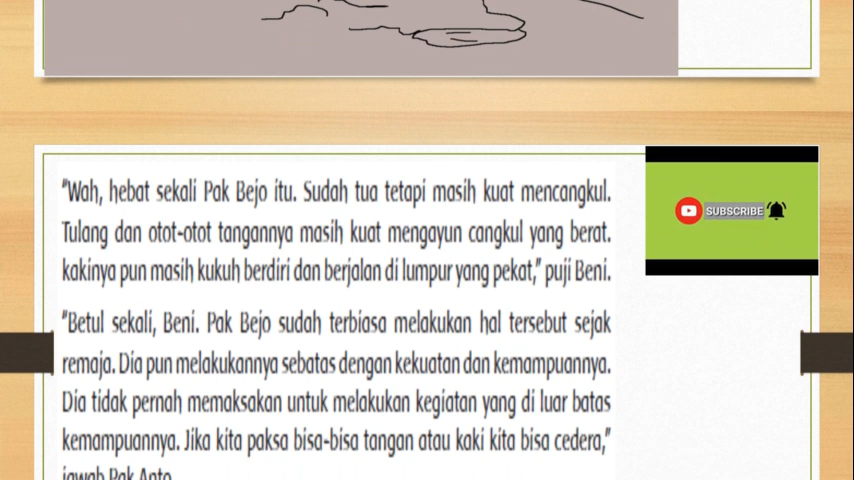 "Wah, hebat sekali Pak Bejo itu. Sudah tua tetapi masih kuat mencangkul.
Tulang dan otot-otot tangannya masih kuat mengayun cangkul yang berat.
kakinya pun masih kukuh berdiri dan berjalan di lumpur yang pekat," puji Beni.
"Betul sekali, Beni. Pak Bejo sudah terbiasa melakukan hal tersebut sejak
remaja. Dia pun melakukannya sebatas dengan kekuatan dan kemampuannya.
Dia tidak pernah memaksakan untuk melakukan kegiatan yang di luar batas
kemampuannya. Jika kita paksa bisa-bisa tangan atau kaki kita bisa cedera,"
jawab Pak Anto.
SUBSCRIBE